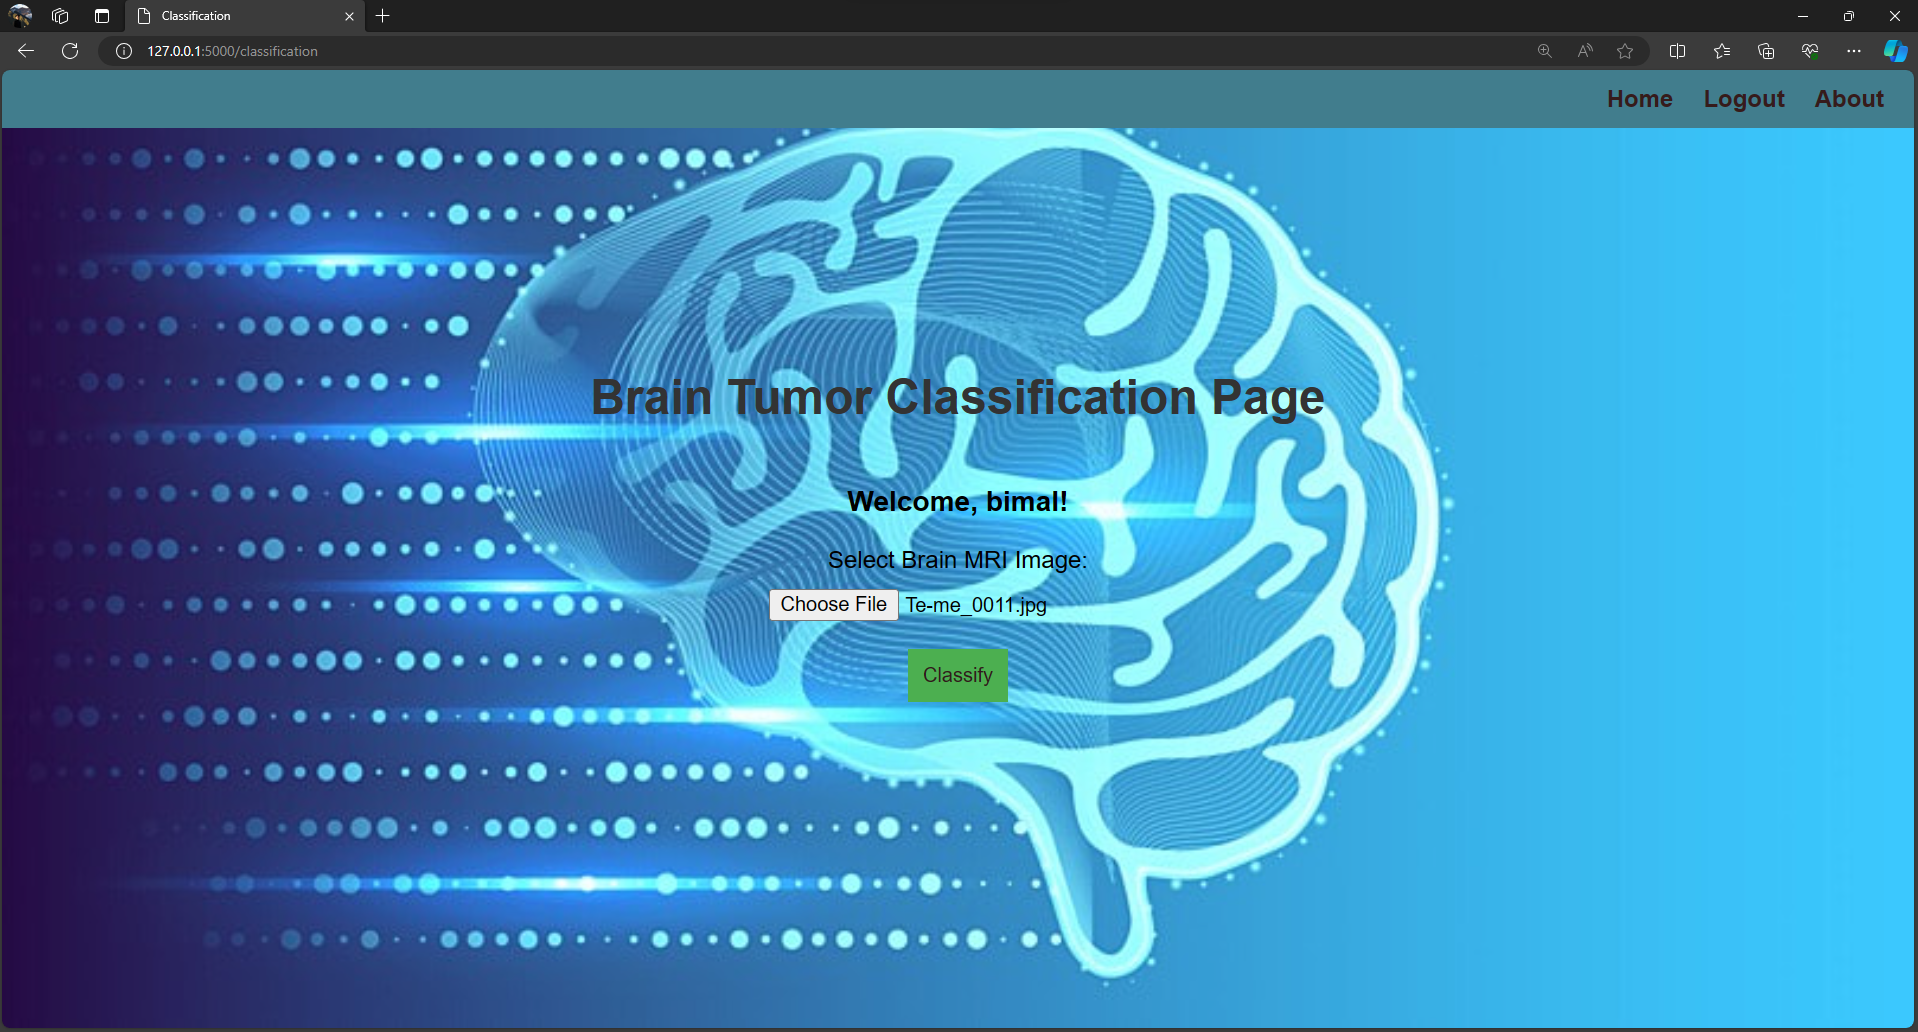 Classification
127.0.0.1:5000/classification
Home Logout About
Brain Tumor Classification Page
Welcome, bimal!
Select Brain MRI Image:
Choose File Te-me_0011.jpg
Classify